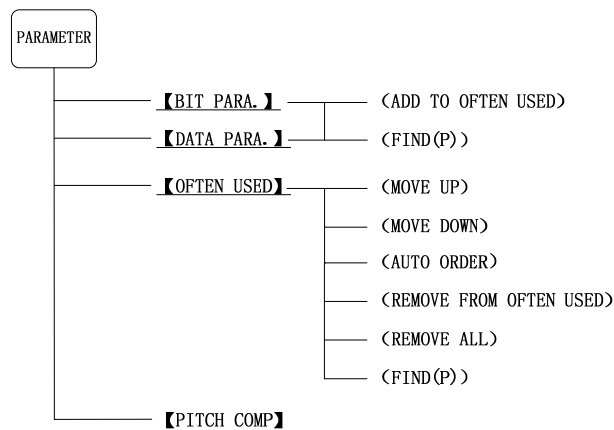 PARAMETER
【BIT PARA.】
(ADD TO OFTEN USED)
【DATA PARA.】
(FIND(P))
【OFTEN USED】
(MOVE UP)
(MOVE DOWN)
(AUTO ORDER)
(REMOVE FROM OFTEN USED)
(REMOVE ALL)
(FIND(P))
【PITCH COMP】